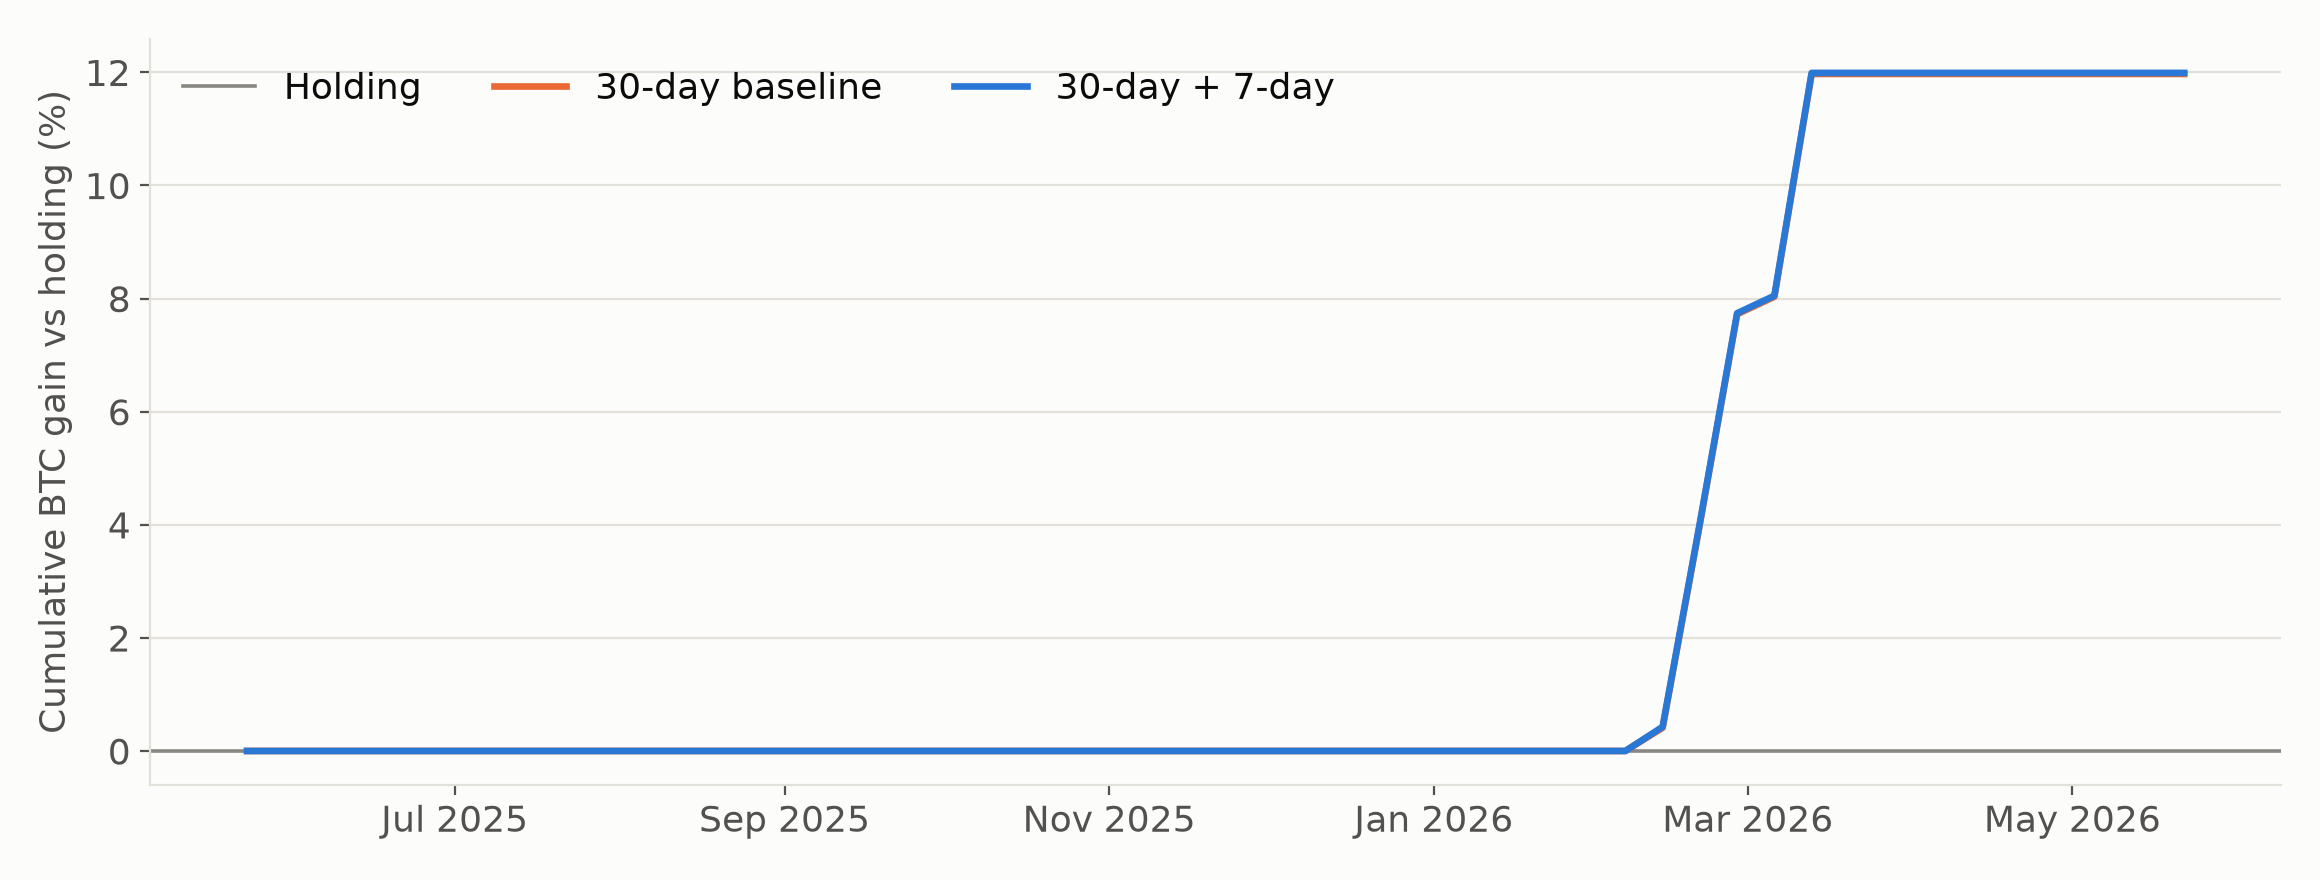 Cumulative BTC gain vs holding (%)
12
10
8
6
4
2
0
Holding
30-day baseline
30-day + 7-day
Jul 2025
Sep 2025
Nov 2025
Jan 2026
Mar 2026
May 2026